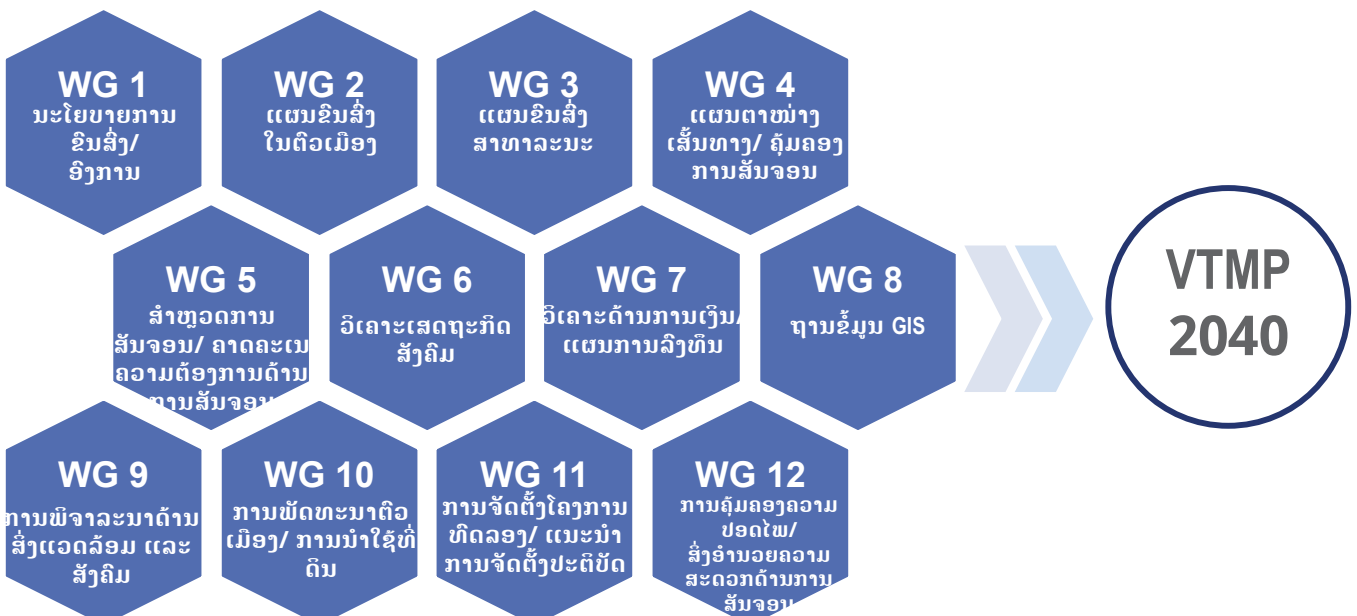 WG 1
ນະໂຍບາຍການ
ຂົນສົ່ງ/
ອົງການ
WG 2
ແຜນຂົນສົ່ງ
ໃນຕົວເມືອງ
WG 3
ແຜນຂົນສົ່ງ
ສາທາລະນະ
WG 4
ແຜນຕາໜ່າງ
ເສັ້ນທາງ/ ຄຸ້ມຄອງ
ການສັນຈອນ
WG 5
ສຳຫຼວດການ
ສັນຈອນ/ ຄາດຄະເນ
ຄວາມຕ້ອງການດ້ານ
ການສັນຈອນ
WG 6
ວິເຄາະເສດຖະກິດ
ສັງຄົມ
WG 7
ວິເຄາະດ້ານການເງິນ/
ແຜນການລົງທຶນ
WG 8
ຖານຂໍ້ມູນ GIS
VTMP
2040
WG 9
ການພິຈາລະນາດ້ານ
ສິ່ງແວດລ້ອມ ແລະ
ສັງຄົມ
WG 10
ການພັດທະນາຕົວ
ເມືອງ/ ການນຳໃຊ້ທີ່
ດິນ
WG 11
ການຈັດຕັ້ງໂຄງການ
ທົດລອງ/ ແນະນຳ
ການຈັດຕັ້ງປະຕິບັດ
WG 12
ການຄຸ້ມຄອງຄວາມ
ປອດໄພ/
ສິ່ງອຳນວຍຄວາມ
ສະດວກດ້ານການ
ສັນຈອນ